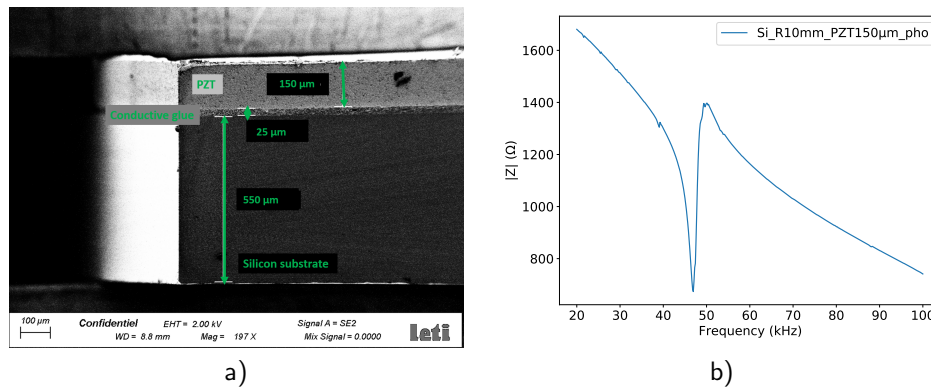 PZT
150 µm
Conductive glue
25 µm
550 µm
Silicon substrate
100 µm
Confidentiel
EHT = 2.00 kV
Signal A = SE2
WD = 8.8 mm
Mag = 197 X
Mix Signal = 0.0000
Leti
a)
Si_R10mm_PZT150µm_pho
|Z| (Ω)
1600
1400
1200
1000
800
20 30 40 50 60 70 80 90 100
Frequency (kHz)
b)